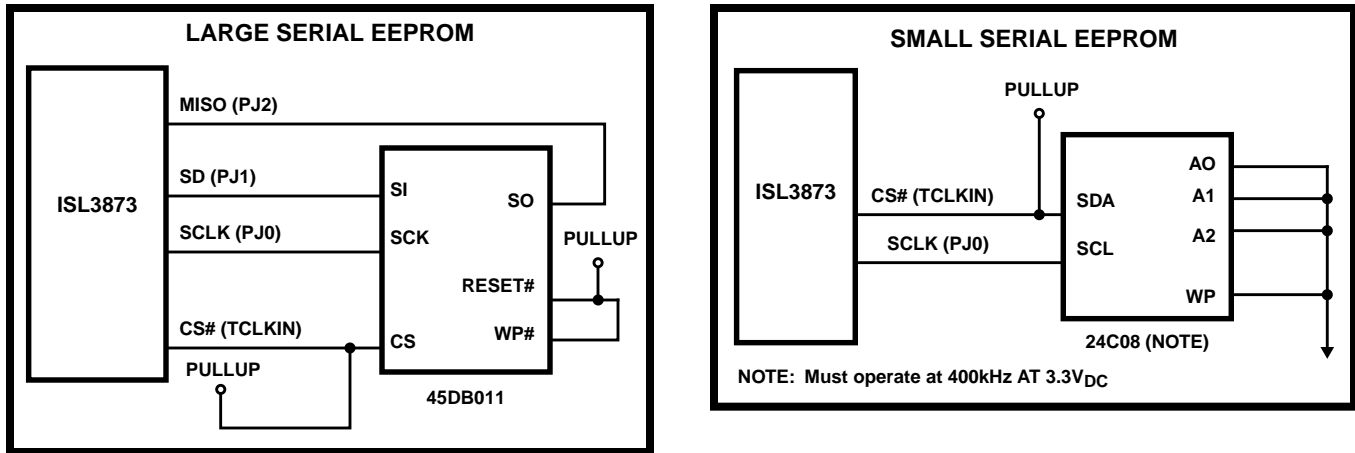 LARGE SERIAL EEPROM
ISL3873
MISO (PJ2)
SD (PJ1)
SCLK (PJ0)
CS# (TCLKIN)
PULLUP
SI
SCK
CS
SO
RESET#
WP#
PULLUP
45DB011
SMALL SERIAL EEPROM
ISL3873
PULLUP
CS# (TCLKIN)
SCLK (PJ0)
SDA
SCL
AO
A1
A2
WP
24C08 (NOTE)
NOTE: Must operate at 400kHz AT 3.3VDC